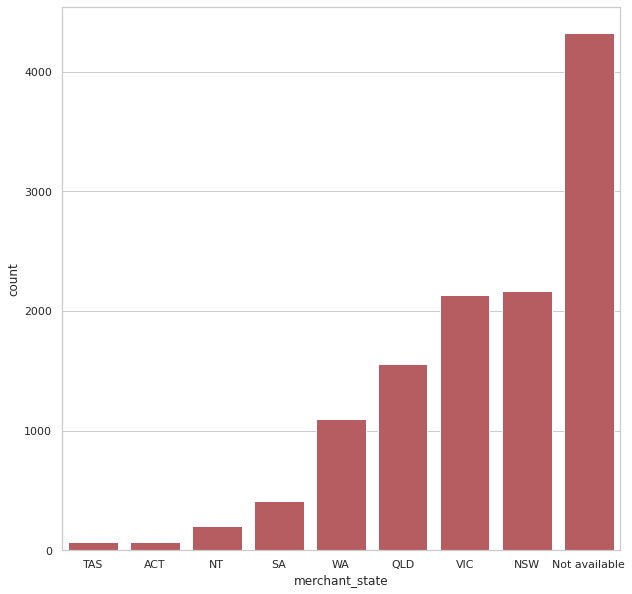 4000
3000
2000
1000
0
count
TAS ACT NT SA WA QLD VIC NSW Not available
merchant_state